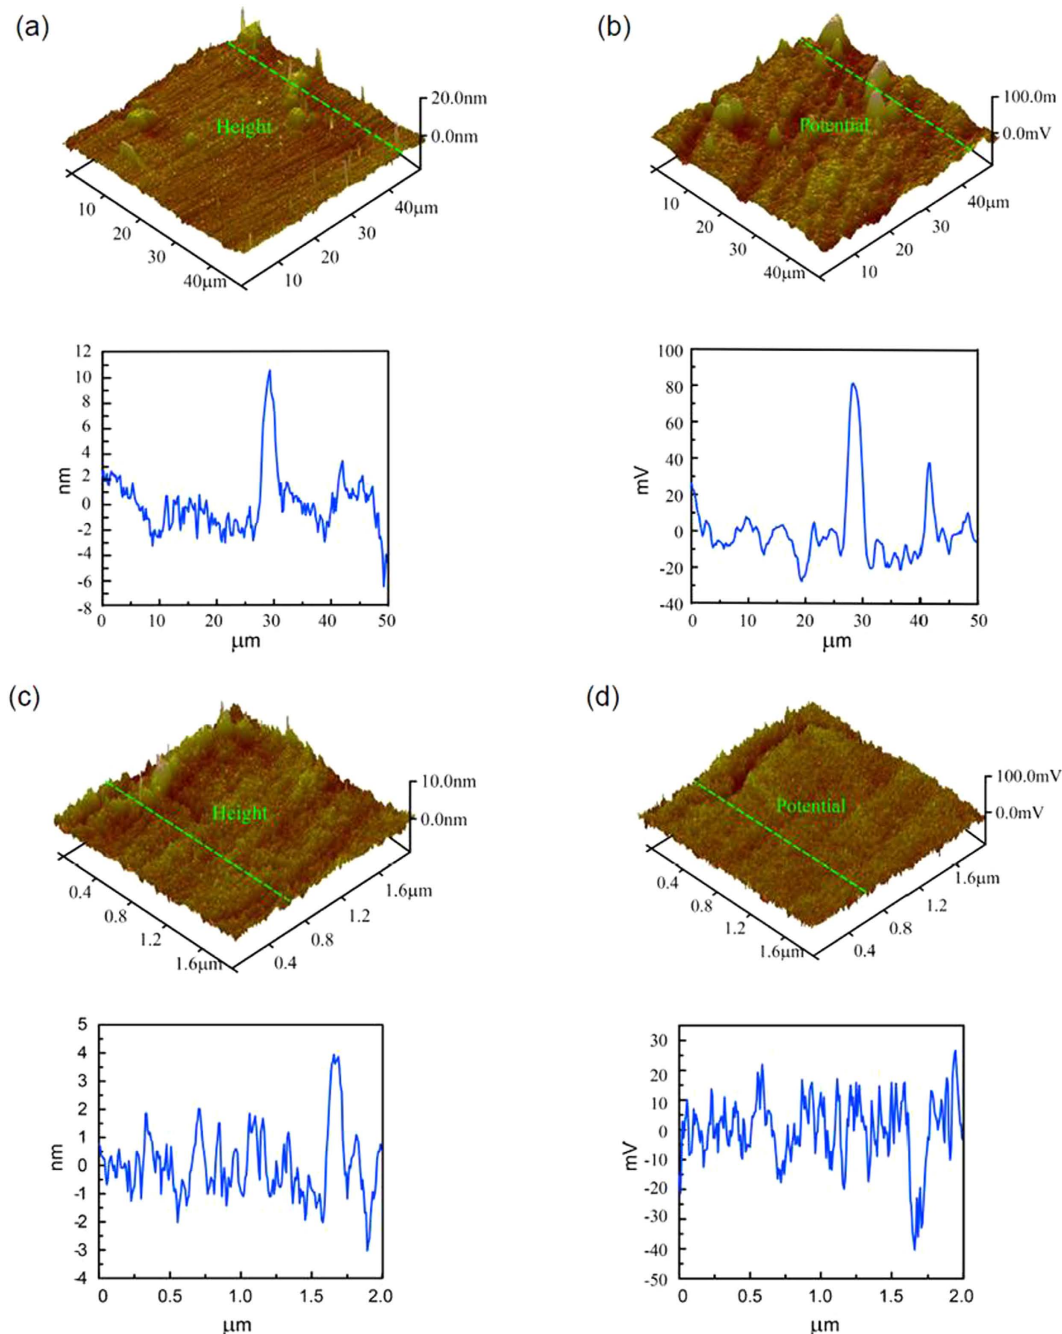 (a)
20.0nm
0.0nm
Height
10
20
30
40μm
10
20
30
40μm
(b)
100.0m
0.0mV
Potential
10
20
30
40μm
10
20
30
40μm
12
10
8
6
4
2
0
-2
-4
-6
-8
nm
0 10 20 30 40 50
μm
100
80
60
40
20
0
-20
-40
mV
0 10 20 30 40 50
μm
(c)
10.0nm
0.0nm
Height
0.4
0.8
1.2
1.6μm
0.4
0.8
1.2
1.6μm
(d)
100.0mV
0.0mV
Potential
0.4
0.8
1.2
1.6μm
0.4
0.8
1.2
1.6μm
5
4
3
2
1
0
-1
-2
-3
-4
nm
0 0.5 1.0 1.5 2.0
μm
30
20
10
0
-10
-20
-30
-40
-50
mV
0 0.5 1.0 1.5 2.0
μm